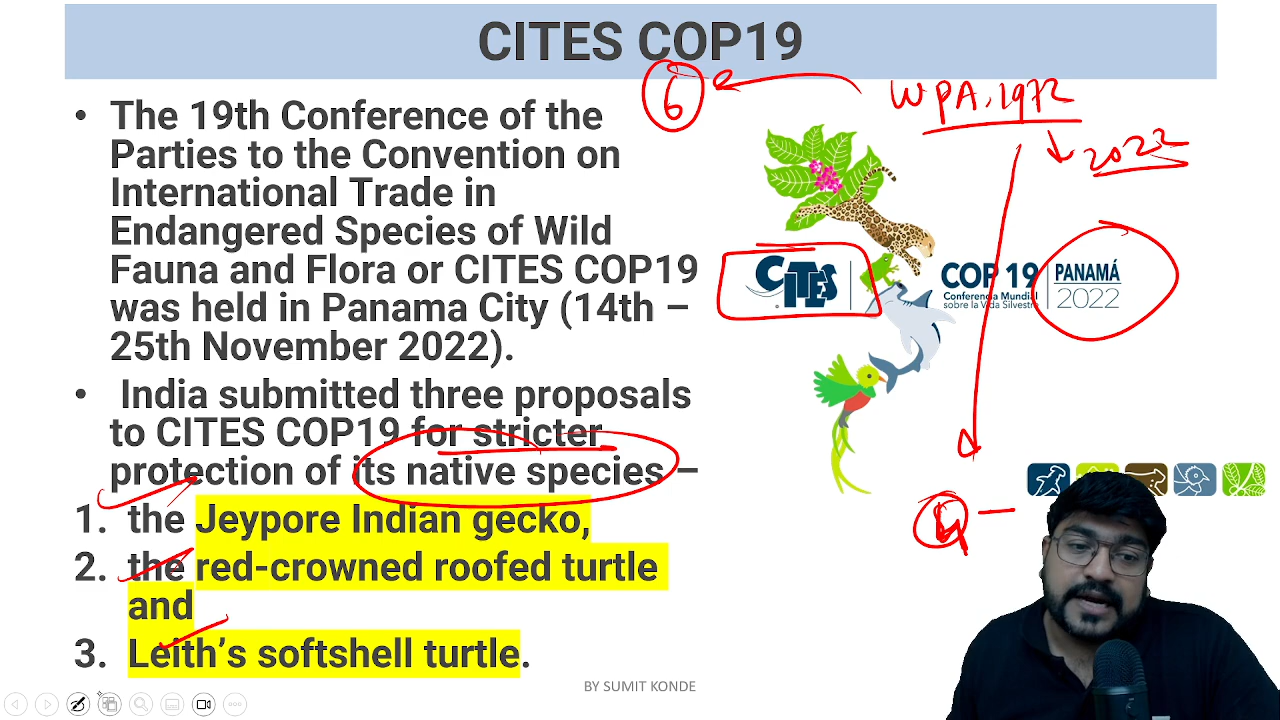 CITES COP19
6
WPA, 1972
2022
• The 19th Conference of the
Parties to the Convention on
International Trade in
Endangered Species of Wild
Fauna and Flora or CITES COP19
was held in Panama City (14th –
25th November 2022).
• India submitted three proposals
to CITES COP19 for stricter
protection of its native species –
1. the Jeypore Indian gecko,
2. the red-crowned roofed turtle
and
3. Leith's softshell turtle.
CITES
COP 19
Conferencia Mundial
sobre la Vida Silvestre
PANAMÁ
2022
4 –
BY SUMIT KONDE